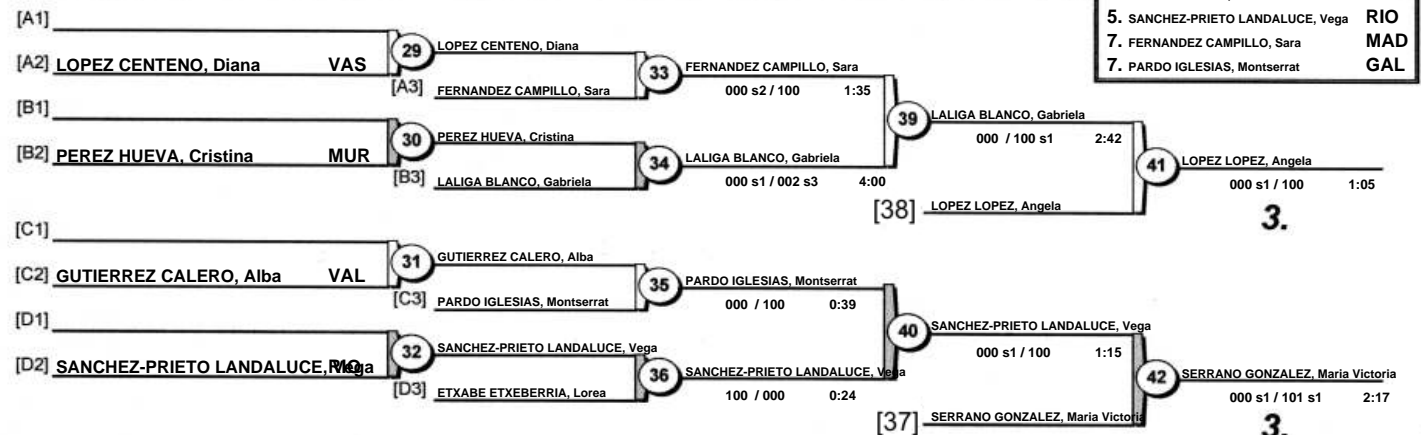 5. SANCHEZ-PRIETO LANDALUCE, Vega RIO
7. FERNANDEZ CAMPILLO, Sara MAD
7. PARDO IGLESIAS, Montserrat GAL
[A1]
29 LOPEZ CENTENO, Diana
[A2] LOPEZ CENTENO, Diana VAS
33 FERNANDEZ CAMPILLO, Sara
[A3] FERNANDEZ CAMPILLO, Sara
000 s2 / 100 1:35
[B1]
39 LALIGA BLANCO, Gabriela
000 / 100 s1 2:42
30 PEREZ HUEVA, Cristina
[B2] PEREZ HUEVA, Cristina MUR
34 LALIGA BLANCO, Gabriela
41 LOPEZ LOPEZ, Angela
[B3] LALIGA BLANCO, Gabriela
000 s1 / 002 s3 4:00
000 s1 / 100 1:05
[38] LOPEZ LOPEZ, Angela
3.
[C1]
31 GUTIERREZ CALERO, Alba
[C2] GUTIERREZ CALERO, Alba VAL
35 PARDO IGLESIAS, Montserrat
[C3] PARDO IGLESIAS, Montserrat
000 / 100 0:39
[D1]
40 SANCHEZ-PRIETO LANDALUCE, Vega
32 SANCHEZ-PRIETO LANDALUCE, Vega
000 s1 / 100 1:15
[D2] SANCHEZ-PRIETO LANDALUCE, Vega RIO
36 SANCHEZ-PRIETO LANDALUCE, Vega
42 SERRANO GONZALEZ, Maria Victoria
[D3] ETXABE ETXEBERRIA, Lorea
100 / 000 0:24
000 s1 / 101 s1 2:17
[37] SERRANO GONZALEZ, Maria Victoria
3.